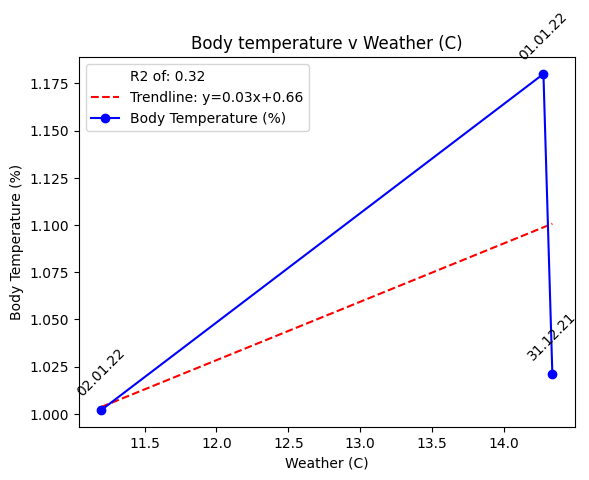 01.01.22
Body temperature v Weather (C)
R2 of: 0.32
Trendline: y=0.03x+0.66
Body Temperature (%)
Body Temperature (%)
1.175
1.150
1.125
1.100
1.075
1.050
1.025
1.000
31.12.21
02.01.22
11.5 12.0 12.5 13.0 13.5 14.0
Weather (C)